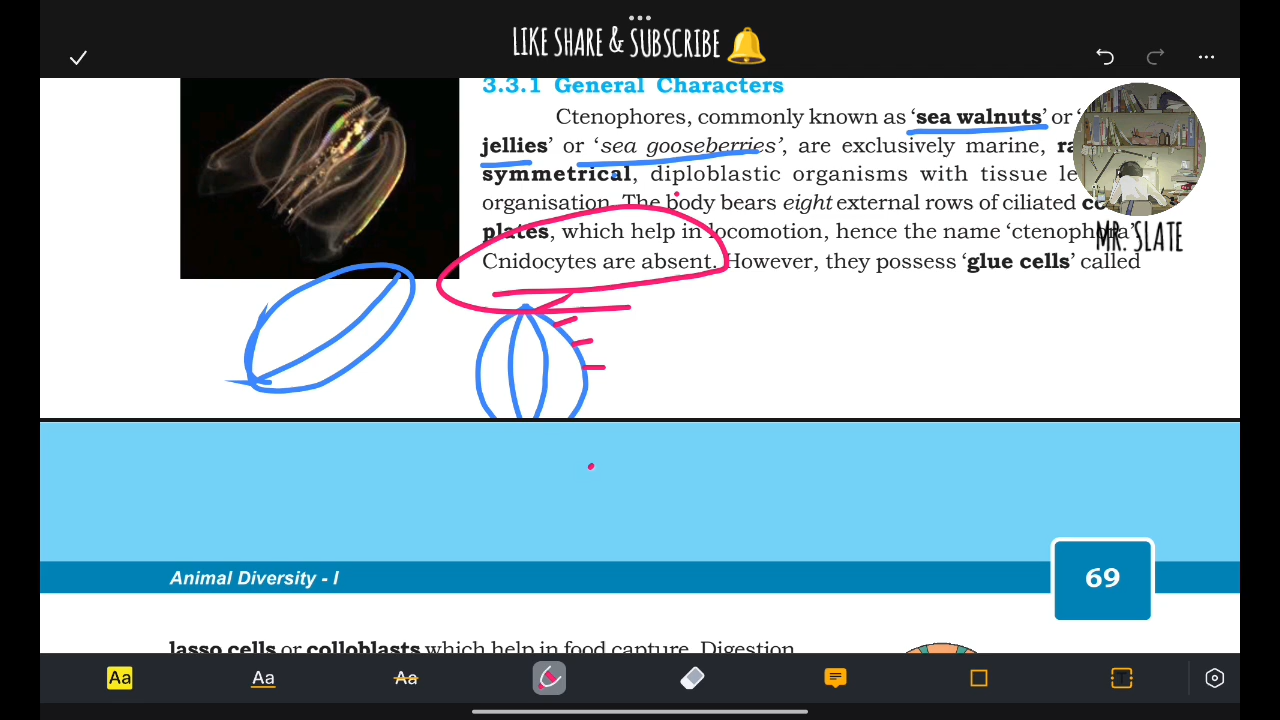 LIKE SHARE & SUBSCRIBE
3.3.1 General Characters
Ctenophores, commonly known as ‘sea walnuts’ or ‘
jellies’ or ‘sea gooseberries’, are exclusively marine,
symmetrical, diploblastic organisms with tissue
organisation. The body bears eight external rows of ciliated
plates, which help in locomotion, hence the name ‘ctenophora’
MR. SLATE
Cnidocytes are absent. However, they possess ‘glue cells’ called
Animal Diversity - I
69
lasso cells or colloblasts which help in food capture. Digestion
Aa Aa Aa T